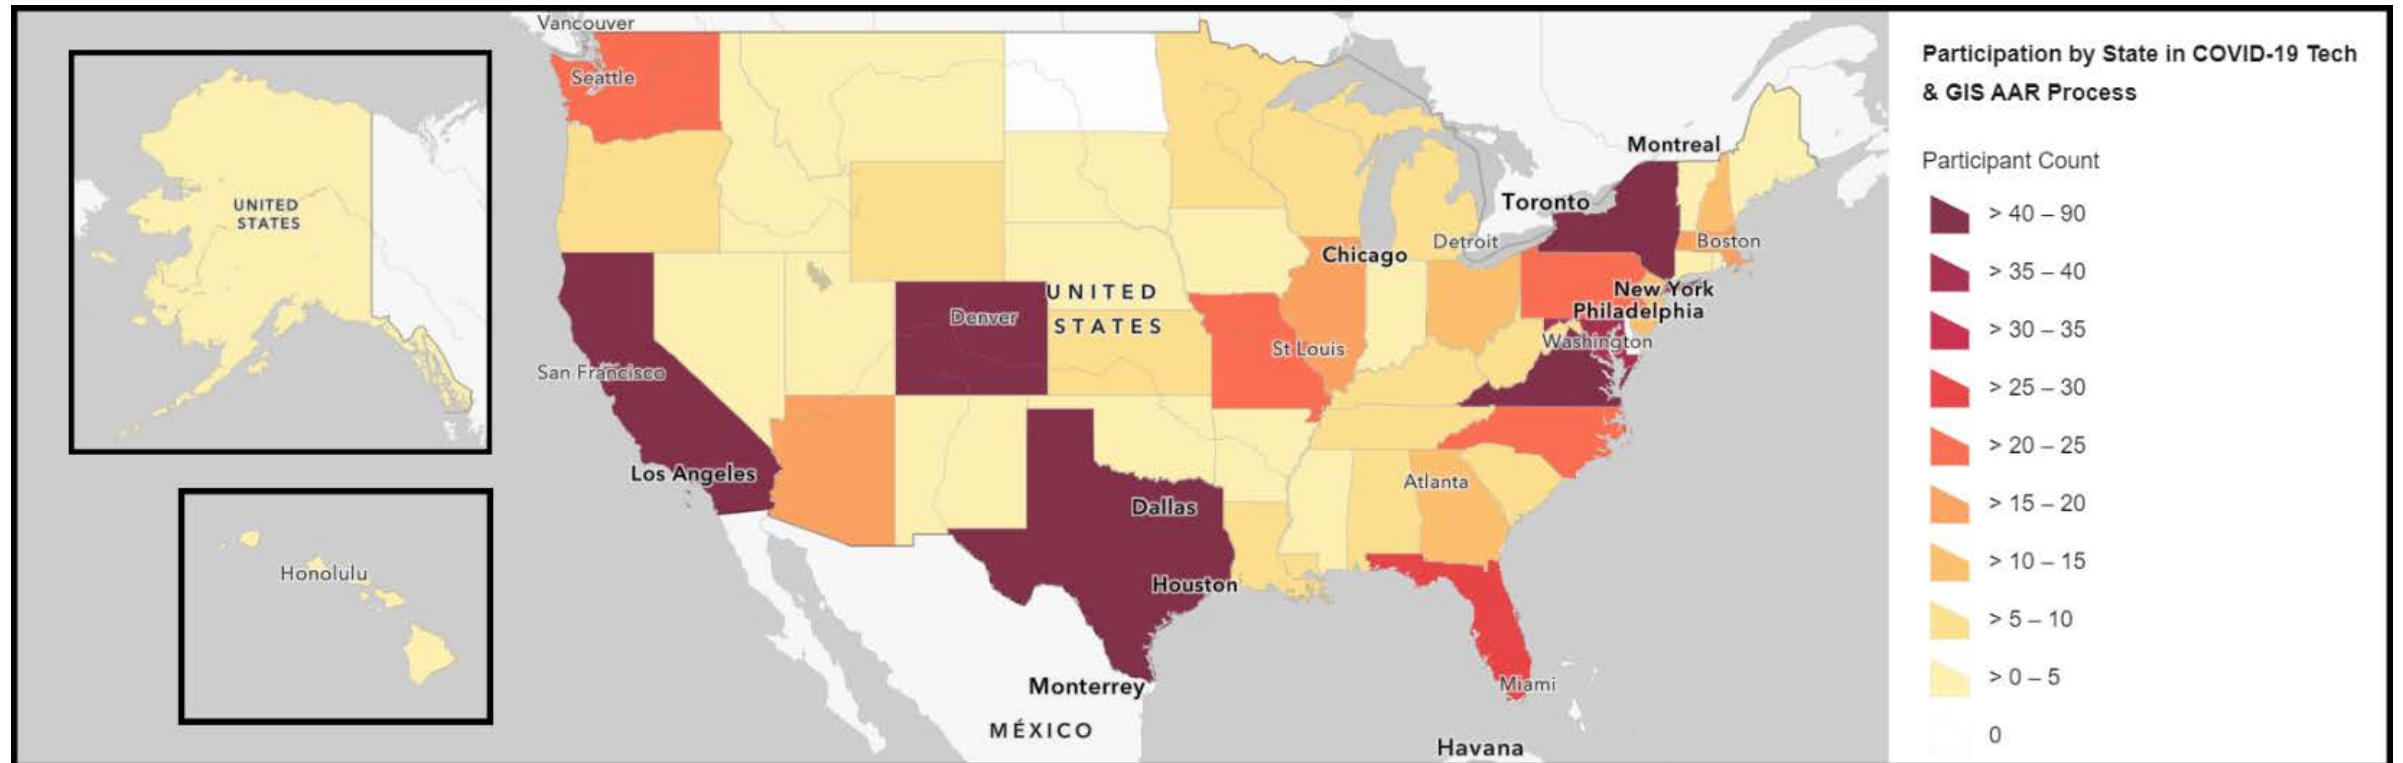 Vancouver
Seattle
UNITED
STATES
Honolulu
San Francisco
Los Angeles
Denver
UNITED
STATES
Dallas
Houston
Monterrey
MÉXICO
Chicago
St Louis
Detroit
Toronto
Montreal
Boston
New York
Philadelphia
Washington
Atlanta
Miami
Havana
Participation by State in COVID-19 Tech
& GIS AAR Process
Participant Count
> 40 – 90
> 35 – 40
> 30 – 35
> 25 – 30
> 20 – 25
> 15 – 20
> 10 – 15
> 5 – 10
> 0 – 5
0